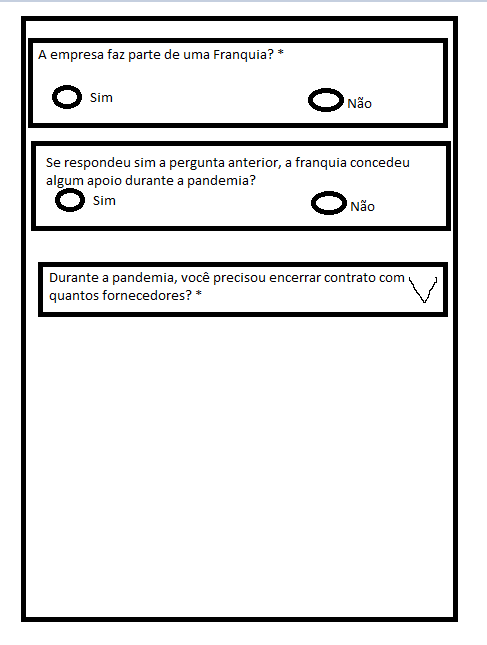 A empresa faz parte de uma Franquia? *
Sim
Não
Se respondeu sim a pergunta anterior, a franquia concedeu
algum apoio durante a pandemia?
Sim
Não
Durante a pandemia, você precisou encerrar contrato com
quantos fornecedores? *